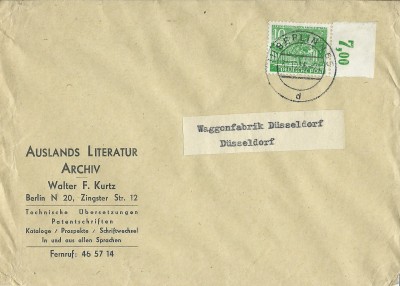 10
7,00
BERLIN
d
Waggonfabrik Düsseldorf
Düsseldorf
AUSLANDS LITERATUR
ARCHIV
Walter F. Kurtz
Berlin N 20, Zingster Str. 12
Technische Übersetzungen
Patentschriften
Kataloge / Prospekte / Schriftwechsel
In und aus allen Sprachen
Fernruf: 46 57 14